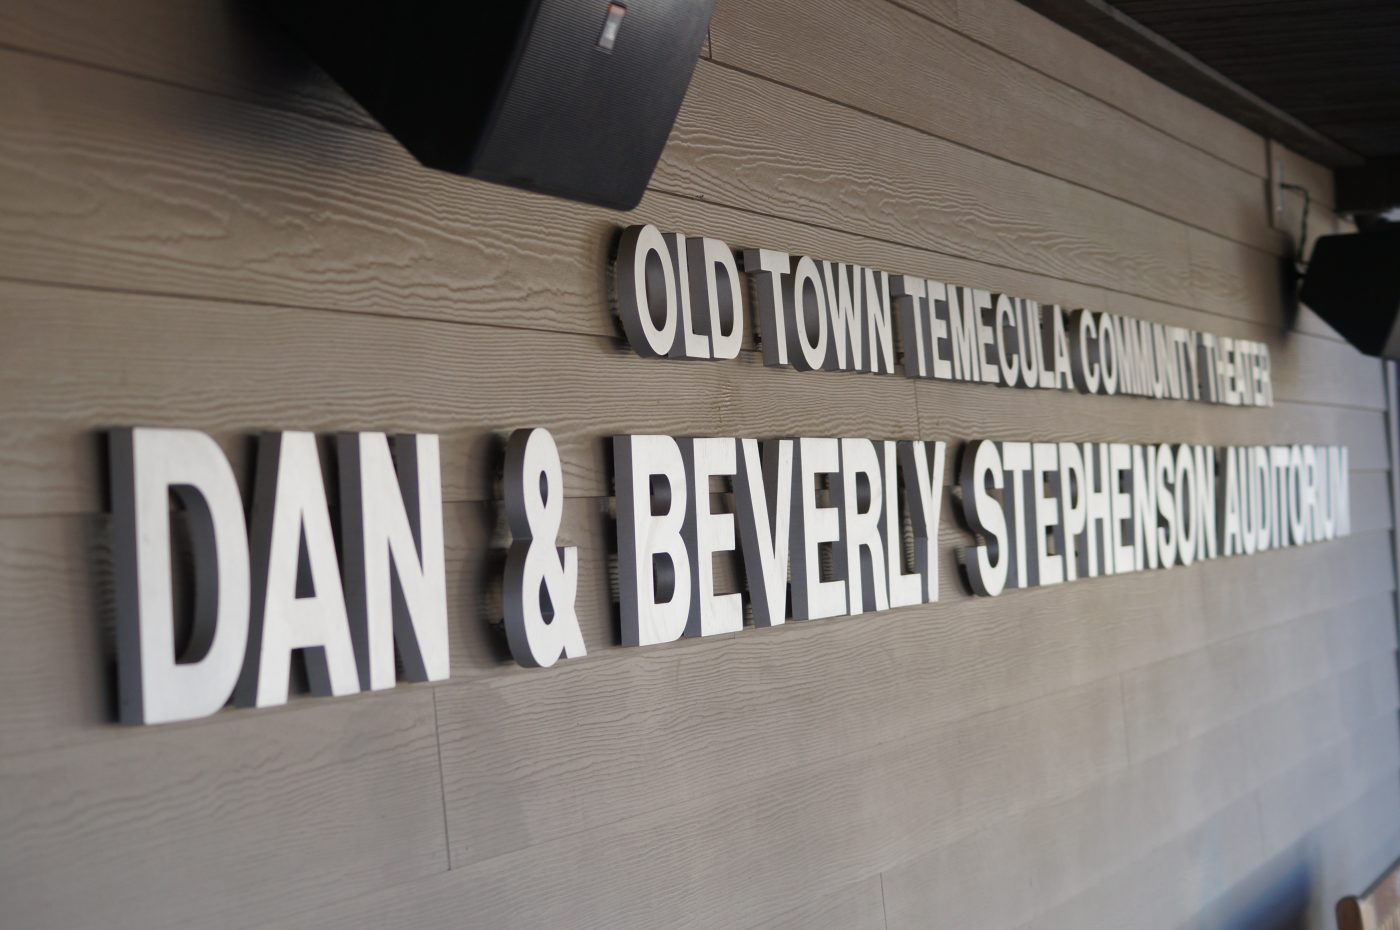 OLD TOWN TEMECULA COMMUNITY THEATER
DAN & BEVERLY STEPHENSON AUDITORIUM